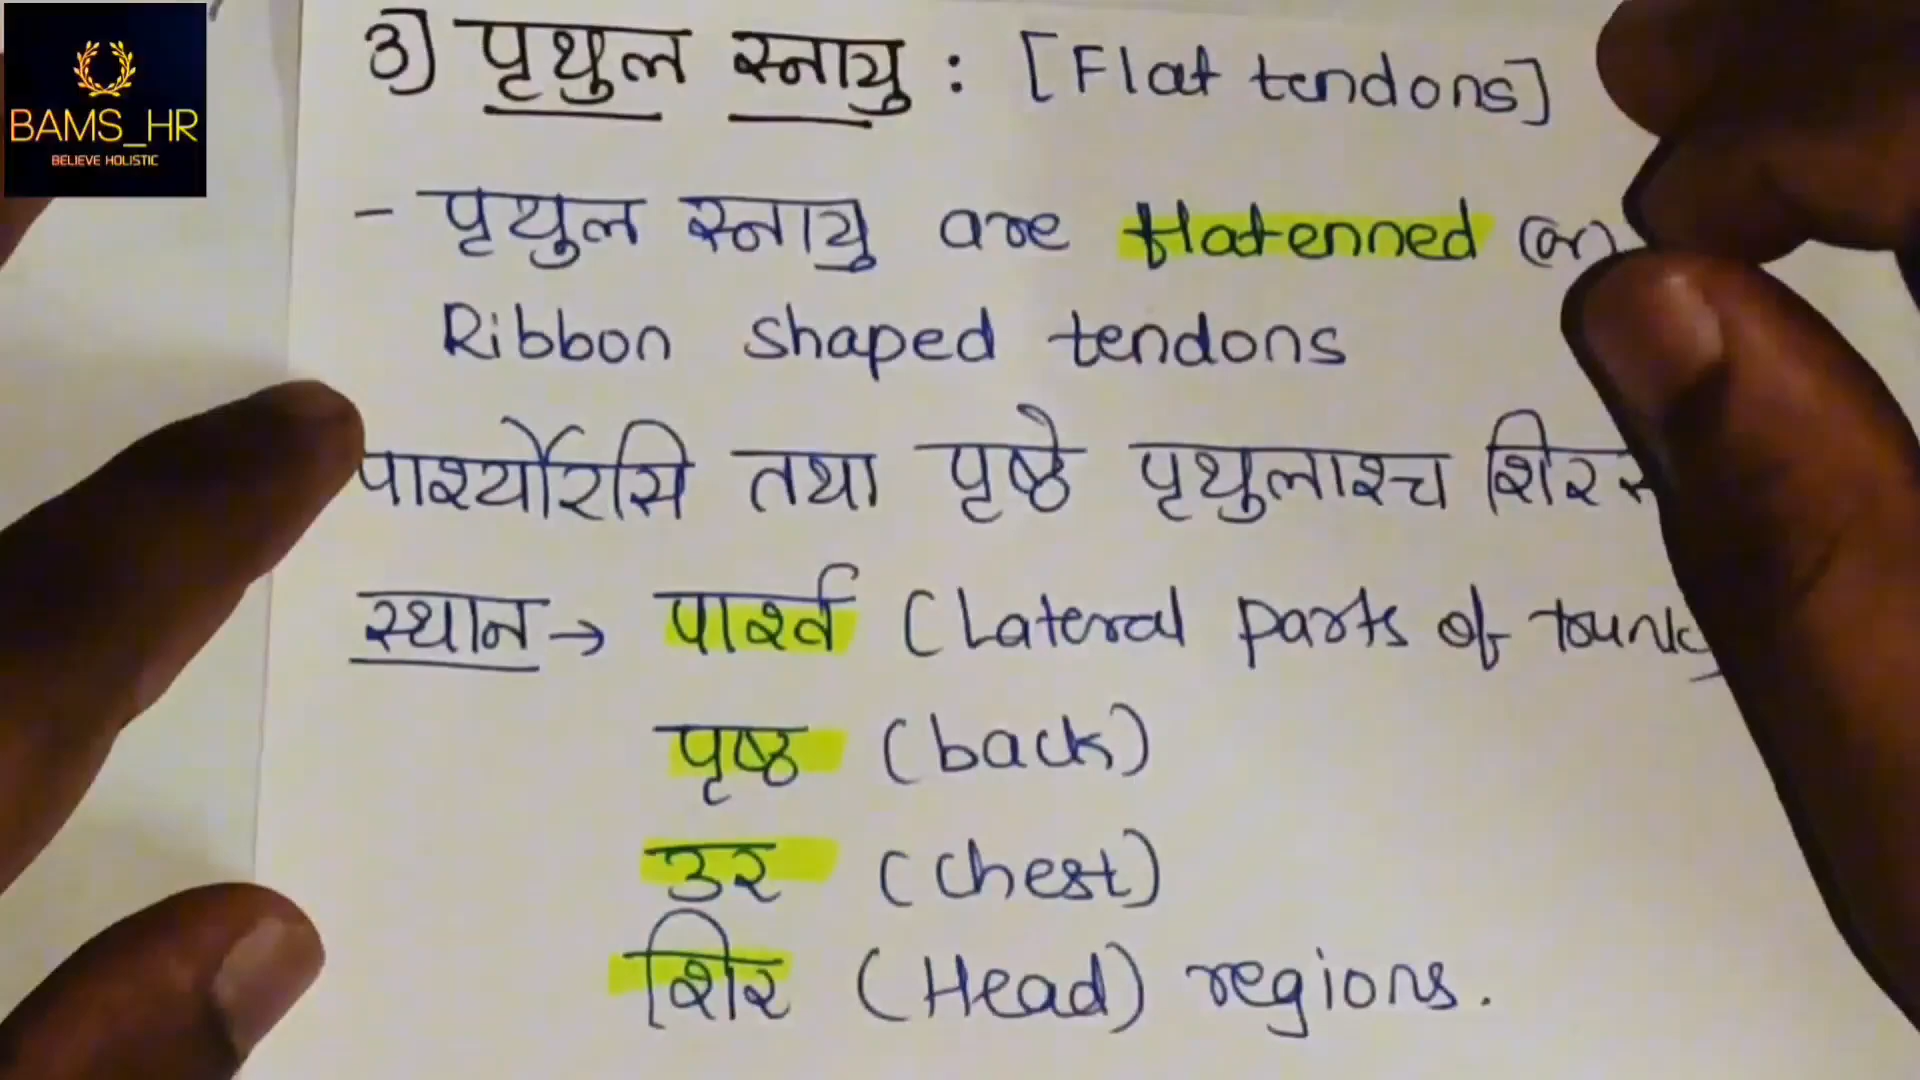 BAMS_HR
BELIEVE HOLISTIC
3) पृथुल स्नायु : [Flat tendons]
- पृथुल स्नायु are flatenned (or)
Ribbon shaped tendons
पार्श्योरसि तथा पृष्ठे पृथुलाश्च शिर
स्थान → पार्श्व (Lateral parts of trunk)
पृष्ठ (back)
उर (chest)
शिर (Head) regions.